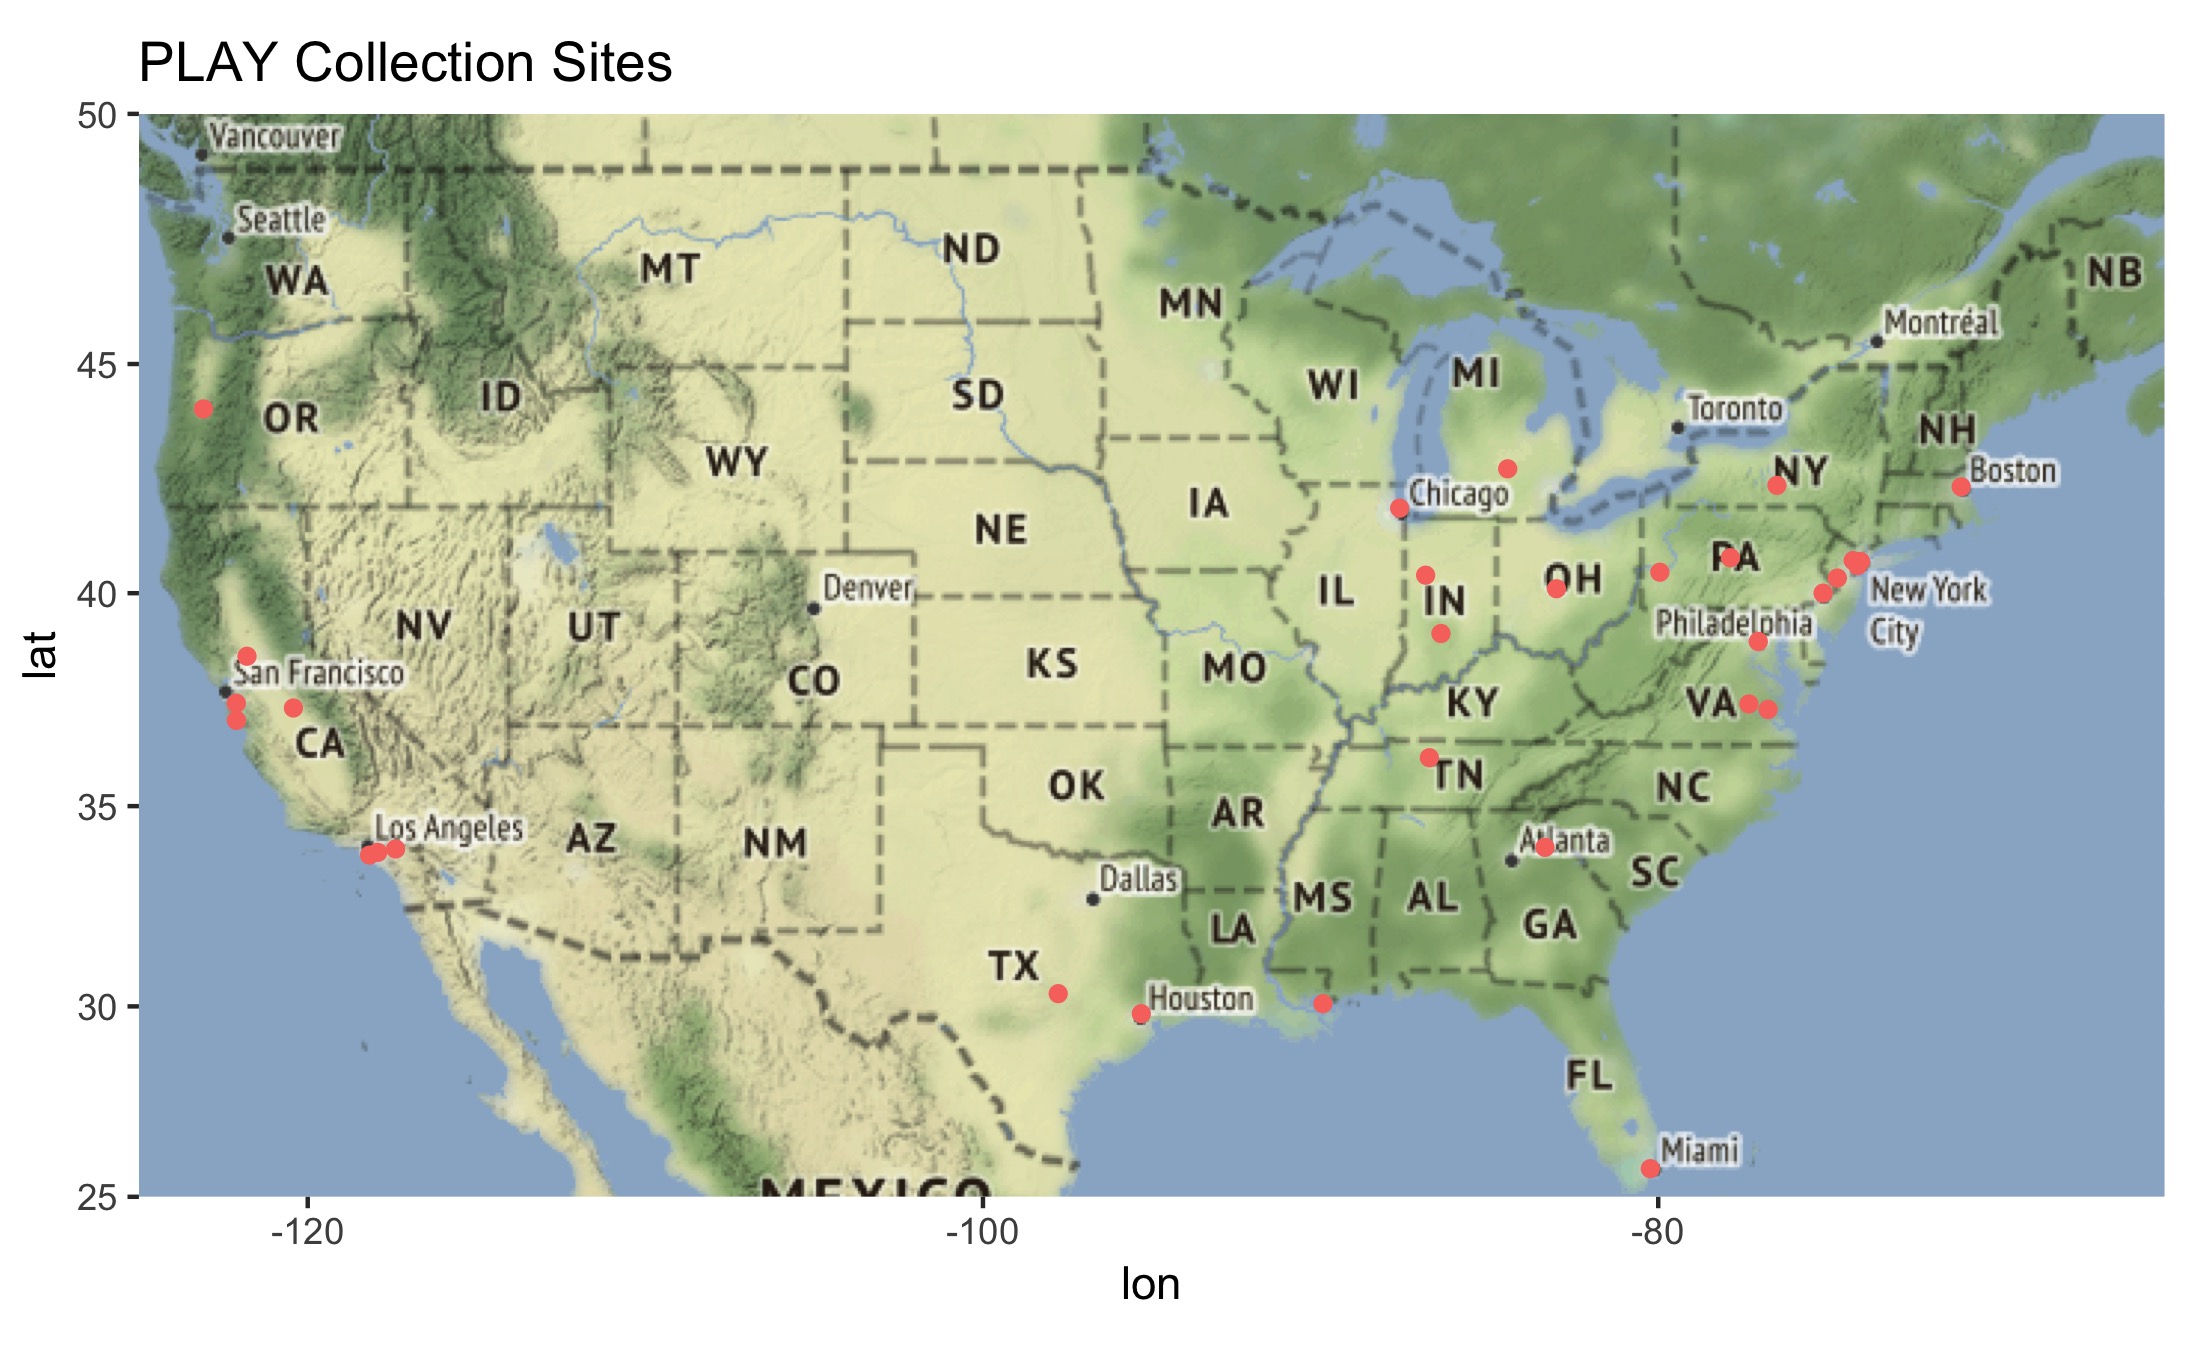 PLAY Collection Sites
50
Vancouver
Seattle
WA
MT
ND
MN
NB
Montréal
45
OR
ID
SD
WI
MI
Toronto
NH
WY
NY
Boston
Chicago
IA
NE
PA
40
Denver
IL
IN
OH
New York
City
NV
UT
Philadelphia
lat
San Francisco
CO
KS
MO
KY
VA
CA
35
Los Angeles
AZ
NM
OK
AR
TN
NC
Atlanta
SC
Dallas
MS
AL
GA
LA
TX
30
Houston
FL
Miami
25
MEXICO
-120
-100
-80
lon